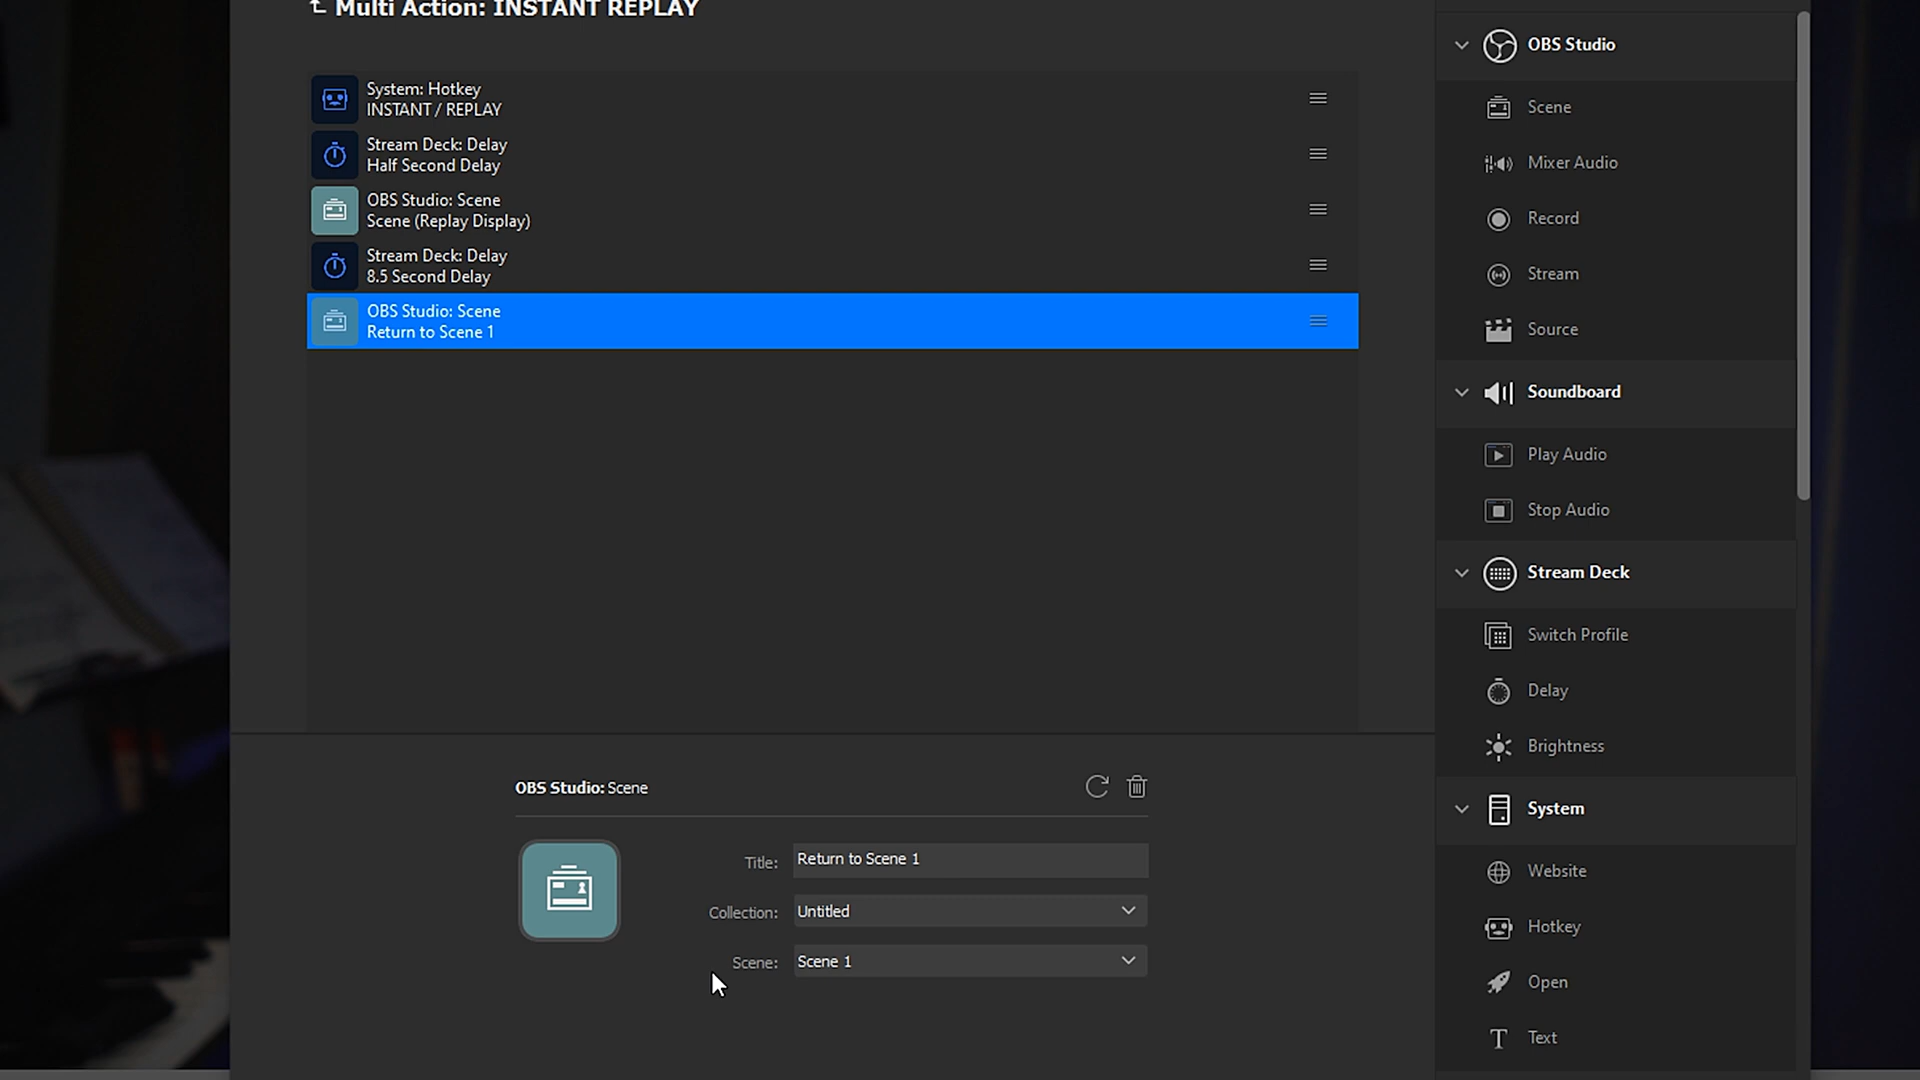 Multi Action: INSTANT REPLAY
System: Hotkey
INSTANT / REPLAY
Stream Deck: Delay
Half Second Delay
OBS Studio: Scene
Scene (Replay Display)
Stream Deck: Delay
8.5 Second Delay
OBS Studio: Scene
Return to Scene 1
OBS Studio: Scene
Title: Return to Scene 1
Collection: Untitled
Scene: Scene 1
OBS Studio
Scene
Mixer Audio
Record
Stream
Source
Soundboard
Play Audio
Stop Audio
Stream Deck
Switch Profile
Delay
Brightness
System
Website
Hotkey
Open
Text